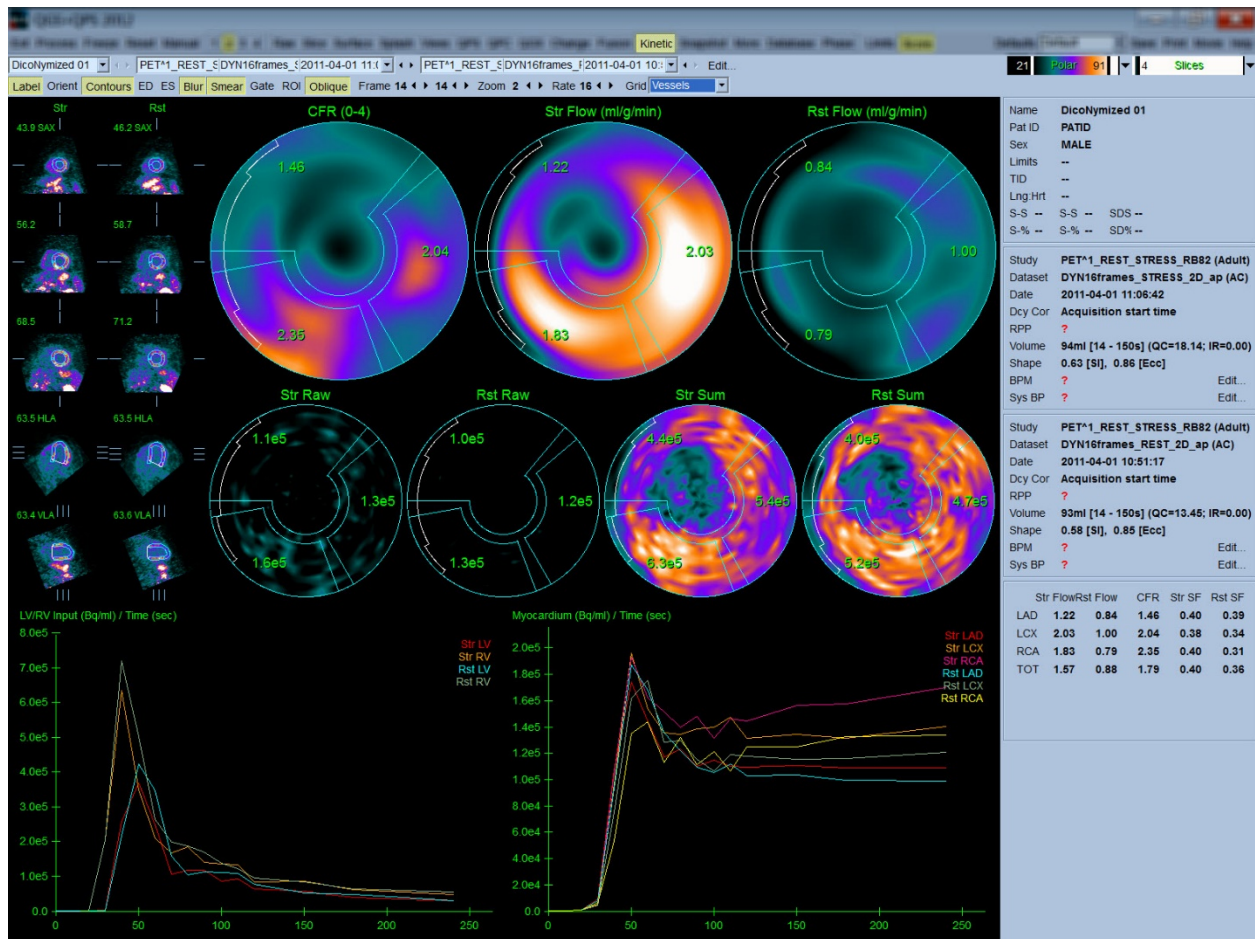 QGS+QPS 2012
Kinetic
DicoNymized 01 PET^1_REST_S DYN16frames_S 2011-04-01 11:( PET^1_REST_S DYN16frames_F 2011-04-01 10: Edit...
21 Polar 91 4 Slices
Label Orient Contours ED ES Blur Smear Gate ROI Oblique Frame 14 14 Zoom 2 Rate 16 Grid Vessels
Str Rst
43.9 SAX 46.2 SAX
56.2 58.7
68.5 71.2
63.5 HLA 63.5 HLA
63.4 VLA 63.6 VLA
CFR (0-4)
1.46
2.04
2.35
Str Flow (ml/g/min)
1.22
2.03
1.83
Rst Flow (ml/g/min)
0.84
1.00
0.79
Str Raw
1.1e5
1.3e5
1.6e5
Rst Raw
1.0e5
1.2e5
1.3e5
Str Sum
4.4e5
5.4e5
6.3e5
Rst Sum
4.0e5
4.7e5
5.2e5
LV/RV Input (Bq/ml) / Time (sec)
8.0e5
7.0e5
6.0e5
5.0e5
4.0e5
3.0e5
2.0e5
1.0e5
0.0
0 50 100 150 200 250
Str LV
Str RV
Rst LV
Rst RV
Myocardium (Bq/ml) / Time (sec)
2.0e5
1.8e5
1.6e5
1.4e5
1.2e5
1.0e5
8.0e4
6.0e4
4.0e4
2.0e4
0.0
0 50 100 150 200 250
Str LAD
Str LCX
Str RCA
Rst LAD
Rst LCX
Rst RCA
Name DicoNymized 01
Pat ID PATID
Sex MALE
Limits --
TID --
Lng:Hrt --
S-S -- S-S -- SDS --
S-% -- S-% -- SD% --
Study PET^1_REST_STRESS_RB82 (Adult)
Dataset DYN16frames_STRESS_2D_ap (AC)
Date 2011-04-01 11:06:42
Dcy Cor Acquisition start time
RPP ?
Volume 94ml [14 - 150s] (QC=18.14; IR=0.00)
Shape 0.63 [SI], 0.86 [Ecc]
BPM ? Edit...
Sys BP ? Edit...
Study PET^1_REST_STRESS_RB82 (Adult)
Dataset DYN16frames_REST_2D_ap (AC)
Date 2011-04-01 10:51:17
Dcy Cor Acquisition start time
RPP ?
Volume 93ml [14 - 150s] (QC=13.45; IR=0.00)
Shape 0.58 [SI], 0.85 [Ecc]
BPM ? Edit...
Sys BP ? Edit...
Str Flow Rst Flow CFR Str SF Rst SF
LAD 1.22 0.84 1.46 0.40 0.39
LCX 2.03 1.00 2.04 0.38 0.34
RCA 1.83 0.79 2.35 0.40 0.31
TOT 1.57 0.88 1.79 0.40 0.36